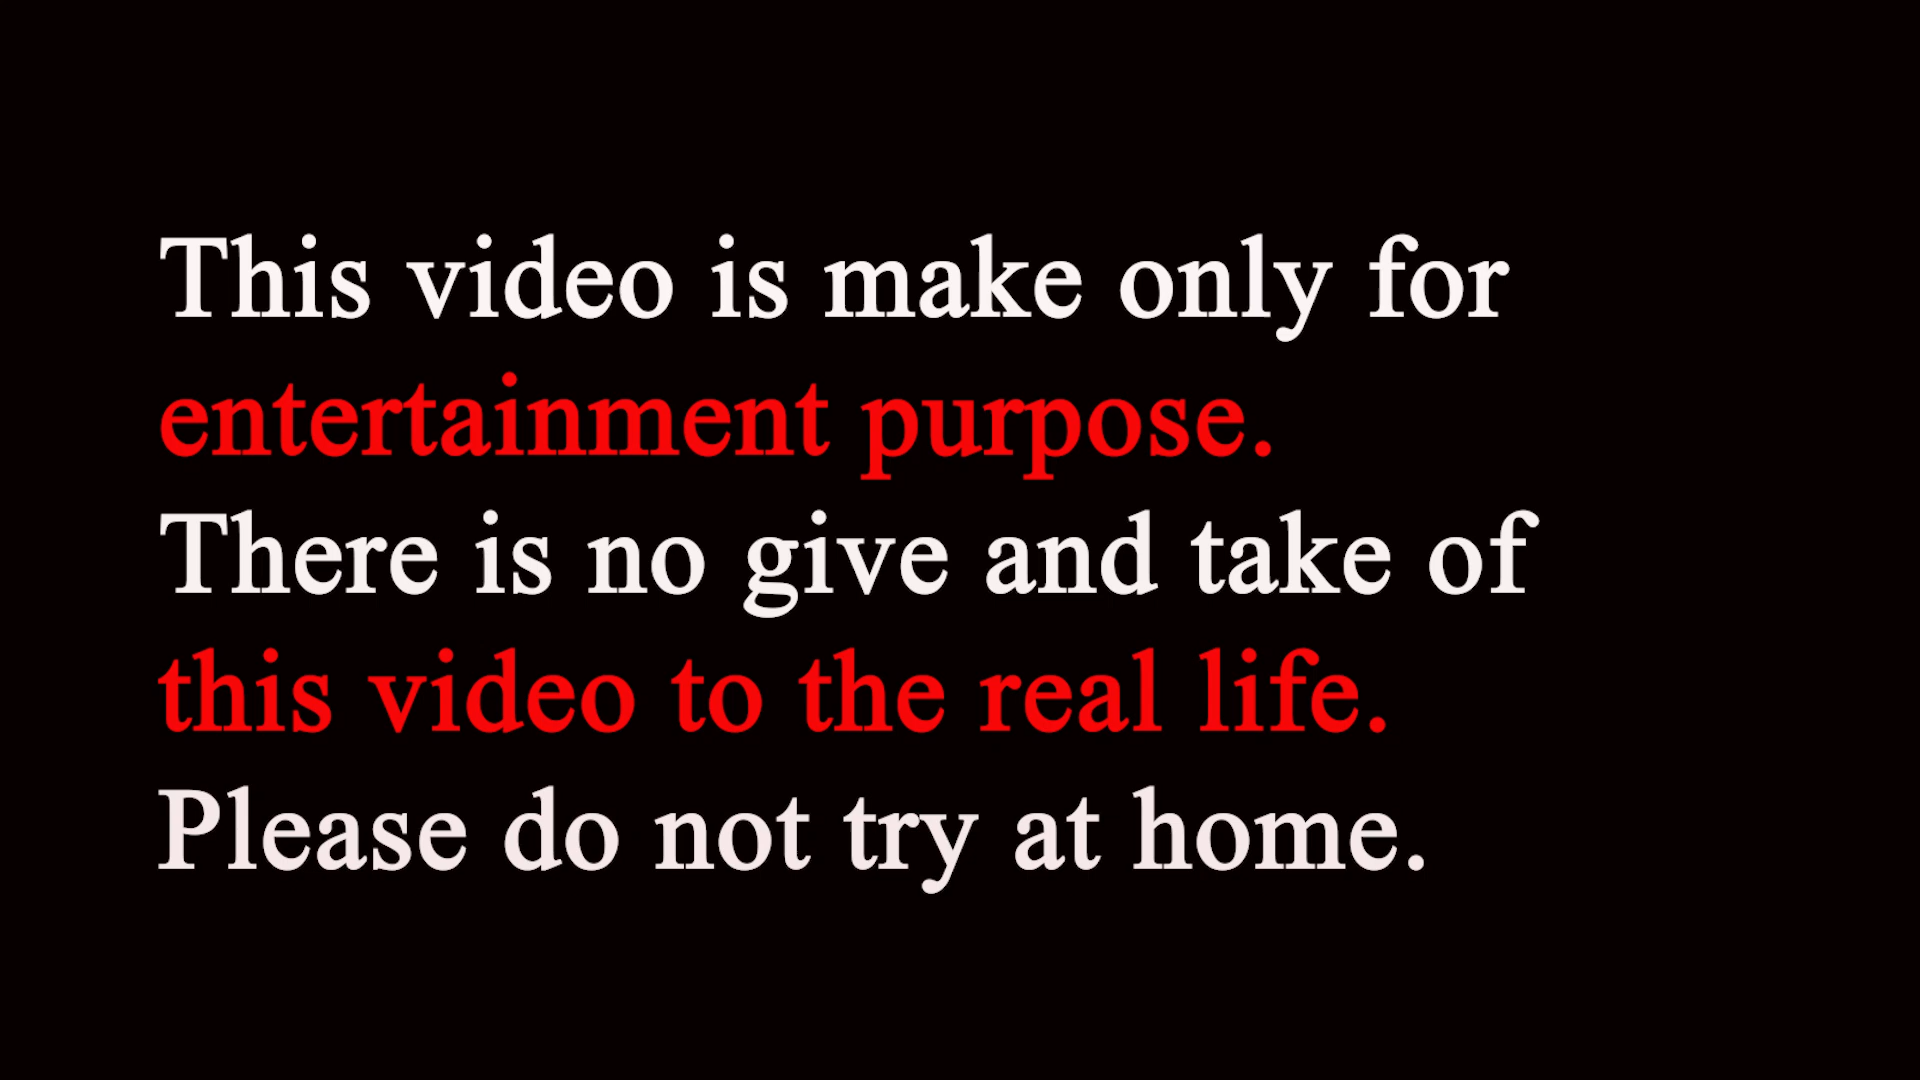 This video is make only for
entertainment purpose.
There is no give and take of
this video to the real life.
Please do not try at home.